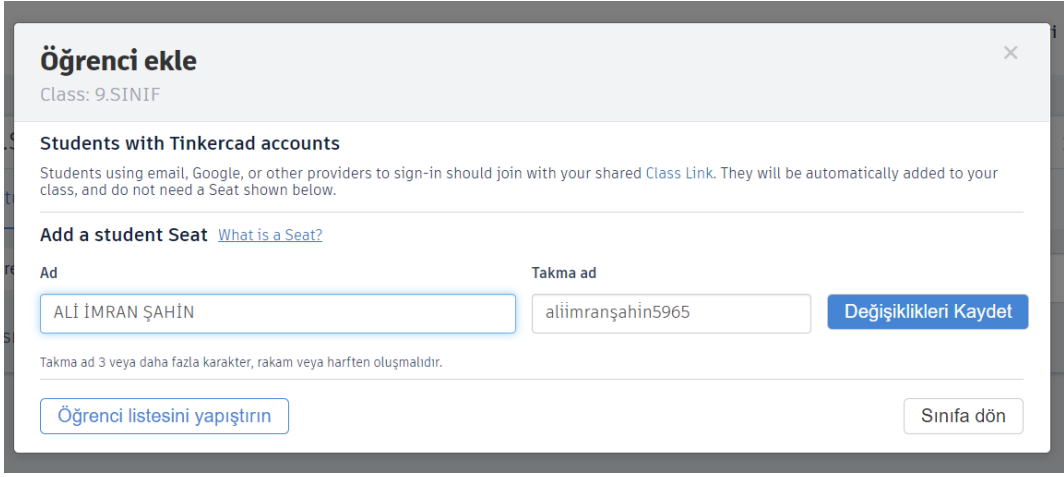 Öğrenci ekle
Class: 9.SINIF
Students with Tinkercad accounts
Students using email, Google, or other providers to sign-in should join with your shared Class Link. They will be automatically added to your
class, and do not need a Seat shown below.
Add a student Seat What is a Seat?
Ad Takma ad
ALİ İMRAN ŞAHİN ali̇i̇mranşahi̇n5965 Değişiklikleri Kaydet
Takma ad 3 veya daha fazla karakter, rakam veya harften oluşmalıdır.
Öğrenci listesini yapıştırın Sınıfa dön